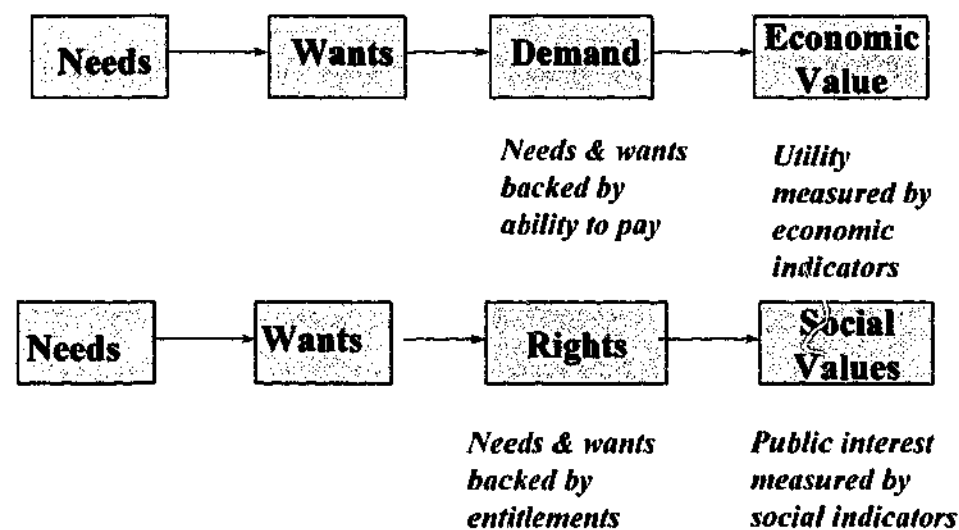 Needs
Wants
Demand
Economic
Value
Needs & wants
backed by
ability to pay
Utility
measured by
economic
indicators
Needs
Wants
Rights
Social
Values
Needs & wants
backed by
entitlements
Public interest
measured by
social indicators